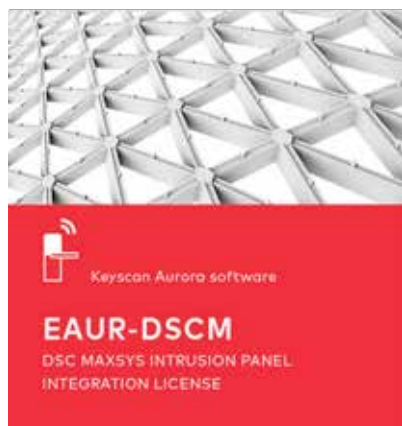 Keyscan Aurora software
EAUR-DSCM
DSC MAXSYS INTRUSION PANEL
INTEGRATION LICENSE